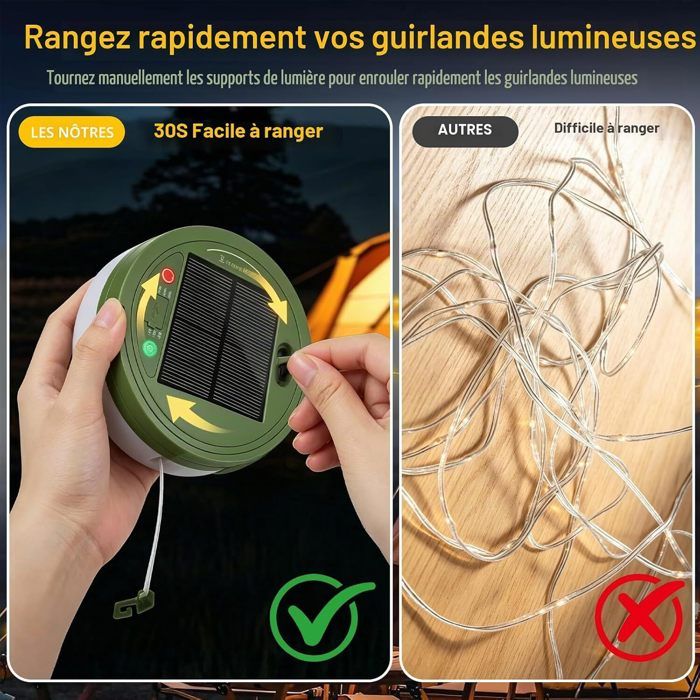 Rangez rapidement vos guirlandes lumineuses
Tournez manuellement les supports de lumière pour enrouler rapidement les guirlandes lumineuses
LES NÔTRES
30S Facile à ranger
AUTRES
Difficile à ranger